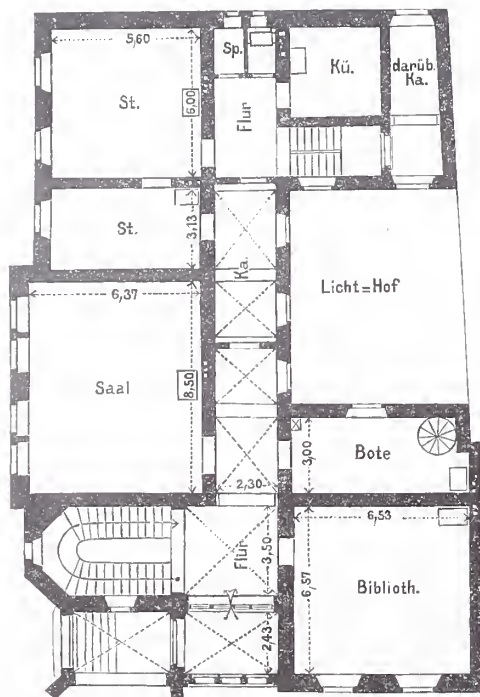 5,60
Sp.
Kü.
darüb.
Ka.
St.
6,00
Flur
St.
3,13
Ka.
Licht=Hof
6,37
Saal
8,50
3,00
Bote
2,30
6,53
Flur
3,50
6,57
Biblioth.
2,43